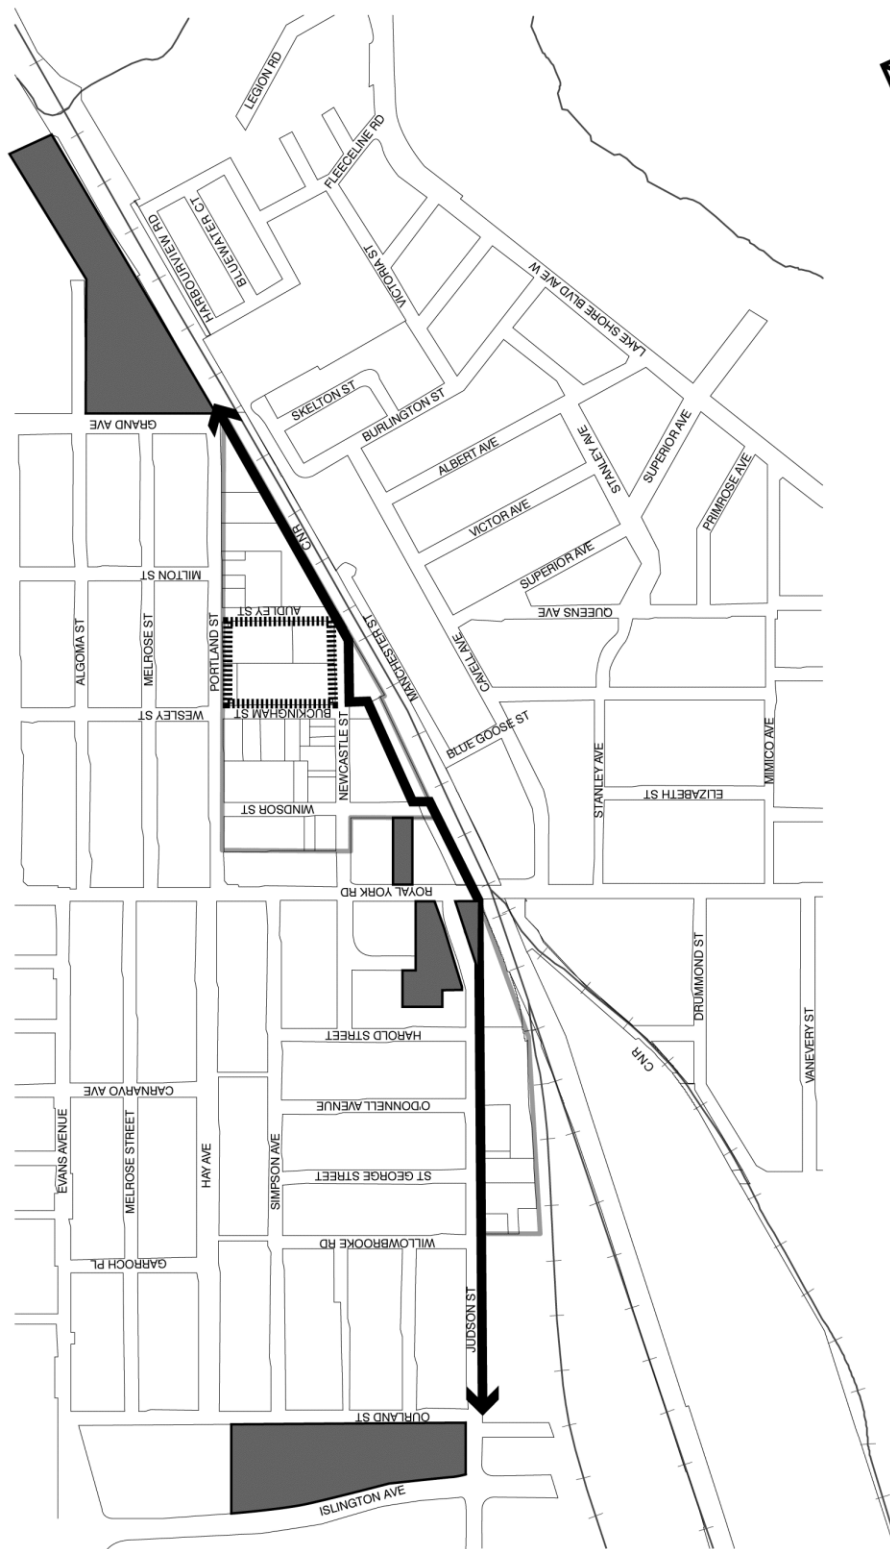 LEGION RD
FLEECELINE RD
HARBOURVIEW RD
BLUEWATER CT
VICTORIA ST
LAKE SHORE BLVD AVE W
SKELTON ST
BURLINGTON ST
GRAND AVE
ALBERT AVE
STANLEY AVE
SUPERIOR AVE
PRIMROSE AVE
CNR
VICTOR AVE
SUPERIOR AVE
MILTON ST
AUDLEY ST
QUEENS AVE
ALGOMA ST
MELROSE ST
PORTLAND ST
MANCHESTER ST
CAVELL AVE
WESLEY ST
BUCKINGHAM ST
NEWCASTLE ST
BLUE GOOSE ST
STANLEY AVE
MIMICO AVE
ELIZABETH ST
WINDSOR ST
ROYAL YORK RD
DRUMMOND ST
HAROLD STREET
CNR
VANEVERY ST
CARNARVO AVE
O'DONNELL AVENUE
EVANS AVENUE
MELROSE STREET
HAY AVE
SIMPSON AVE
ST GEORGE STREET
WILLOWBROOKE RD
GARROCH PL
JUDSON ST
OURLAND ST
ISLINGTON AVE